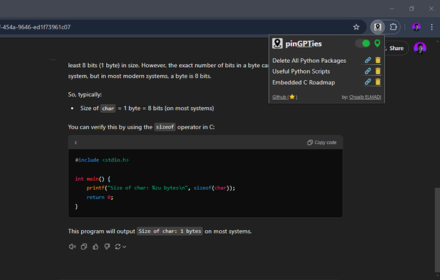 -454a-9646-ed1f73961c07
pinGPTies
Share
Delete All Python Packages
Useful Python Scripts
Embedded C Roadmap
Github (⭐)
by: Chouaib ELMADI
least 8 bits (1 byte) in size. However, the exact number of bits in a byte can
system, but in most modern systems, a byte is 8 bits.
So, typically:
• Size of char = 1 byte = 8 bits (on most systems)
You can verify this by using the sizeof operator in C:
c
Copy code
#include <stdio.h>
int main() {
printf("Size of char: %zu bytes\n", sizeof(char));
return 0;
}
This program will output Size of char: 1 bytes on most systems.